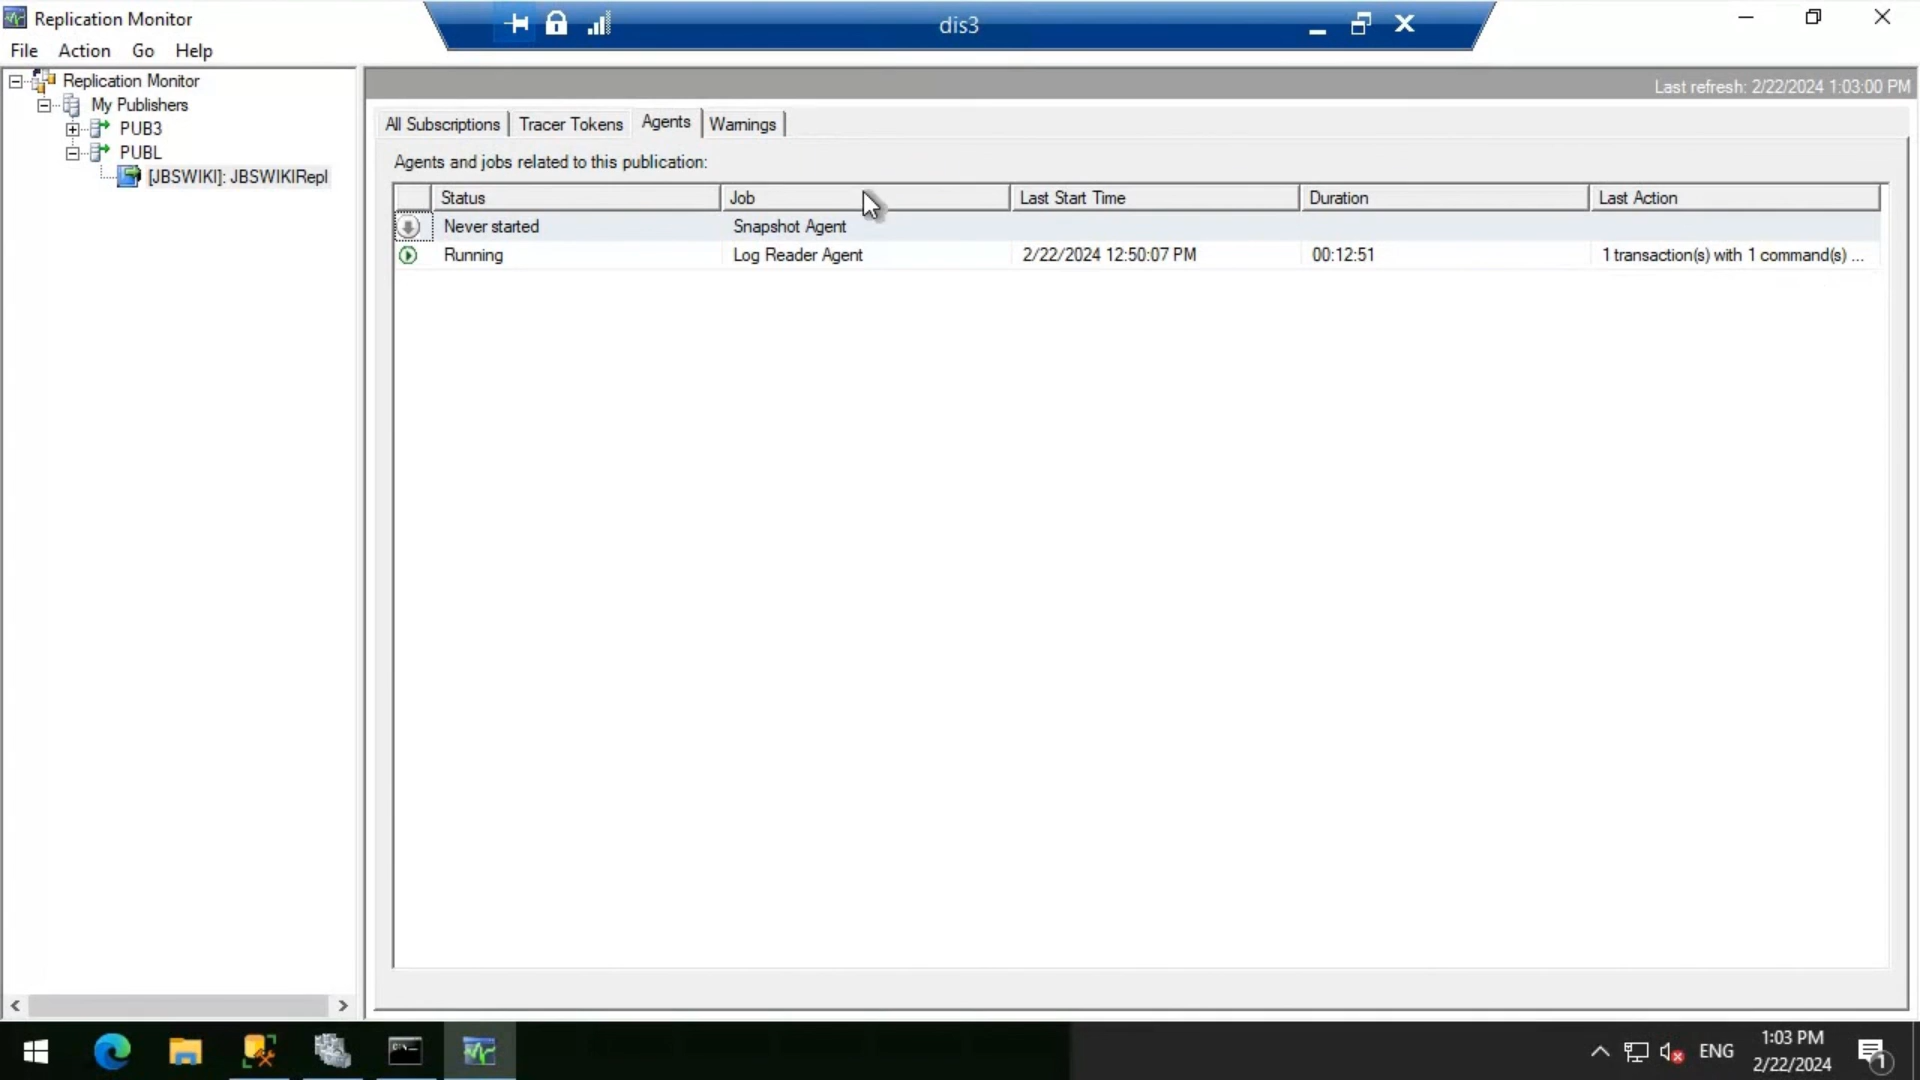 Replication Monitor
dis3
File Action Go Help
Replication Monitor
My Publishers
PUB3
PUBL
[JBSWIKI]: JBSWIKIRepl
Last refresh: 2/22/2024 1:03:00 PM
All Subscriptions Tracer Tokens Agents Warnings
Agents and jobs related to this publication:
Status Job Last Start Time Duration Last Action
Never started Snapshot Agent
Running Log Reader Agent 2/22/2024 12:50:07 PM 00:12:51 1 transaction(s) with 1 command(s) ...
ENG
1:03 PM
2/22/2024
1